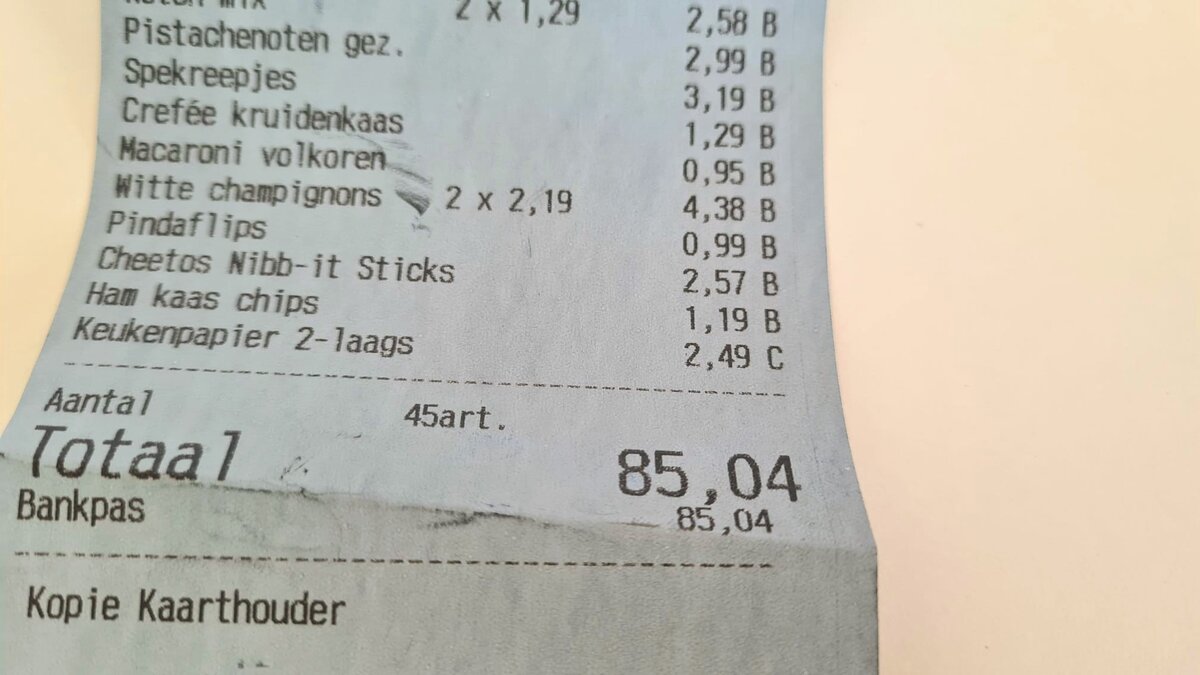 mix 2 x 1,29 2,58 B
Pistachenoten gez. 2,99 B
Spekreepjes 3,19 B
Crefée kruidenkaas 1,29 B
Macaroni volkoren 0,95 B
Witte champignons 2 x 2,19 4,38 B
Pindaflips 0,99 B
Cheetos Nibb-it Sticks 2,57 B
Ham kaas chips 1,19 B
Keukenpapier 2-laags 2,49 C
Aantal 45art.
Totaal 85,04
Bankpas 85,04
Kopie Kaarthouder